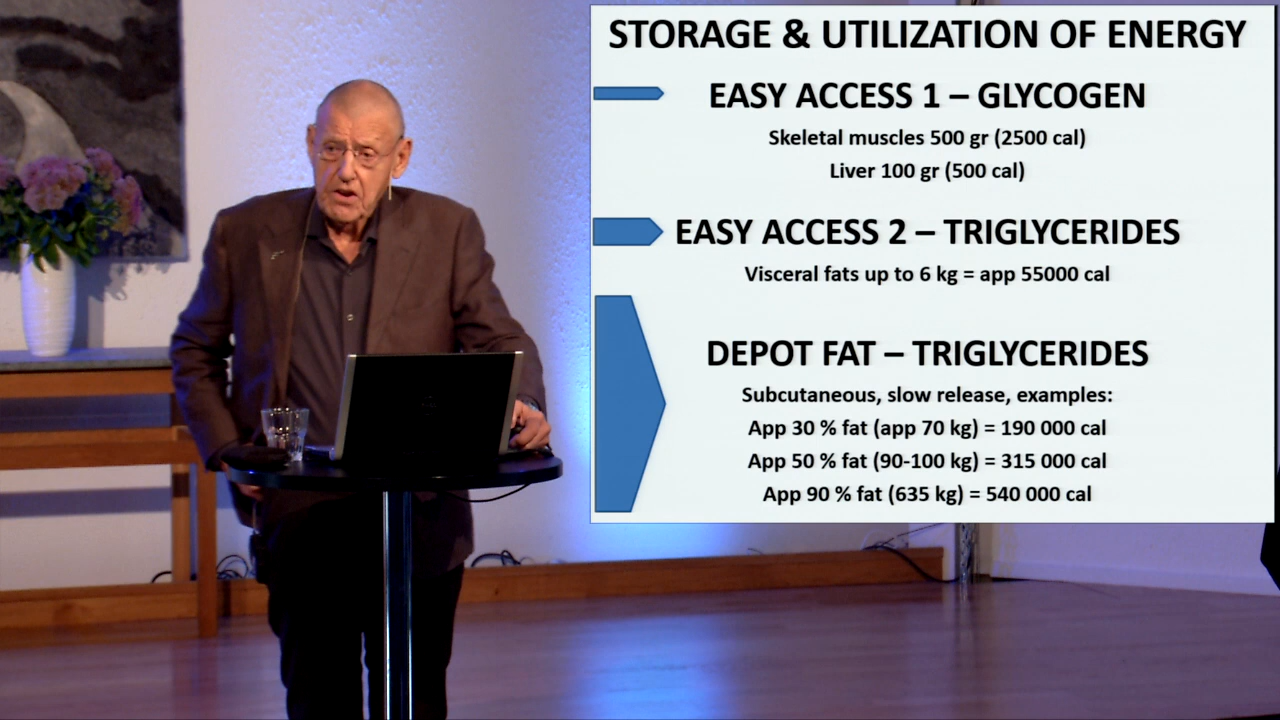 STORAGE & UTILIZATION OF ENERGY
EASY ACCESS 1 – GLYCOGEN
Skeletal muscles 500 gr (2500 cal)
Liver 100 gr (500 cal)
EASY ACCESS 2 – TRIGLYCERIDES
Visceral fats up to 6 kg = app 55000 cal
DEPOT FAT – TRIGLYCERIDES
Subcutaneous, slow release, examples:
App 30 % fat (app 70 kg) = 190 000 cal
App 50 % fat (90-100 kg) = 315 000 cal
App 90 % fat (635 kg) = 540 000 cal